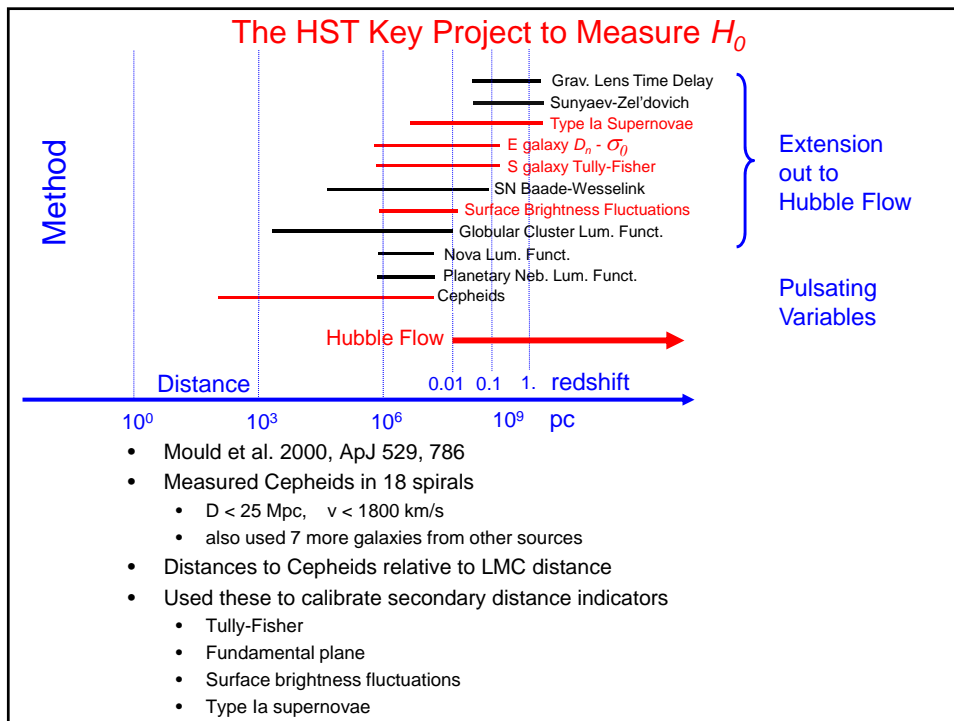 The HST Key Project to Measure H₀
Method
Grav. Lens Time Delay
Sunyaev-Zel'dovich
Type Ia Supernovae
E galaxy Dₙ - σ₀
S galaxy Tully-Fisher
SN Baade-Wesselink
Surface Brightness Fluctuations
Globular Cluster Lum. Funct.
Nova Lum. Funct.
Planetary Neb. Lum. Funct.
Cepheids
Extension
out to
Hubble Flow
Pulsating
Variables
Hubble Flow
Distance 0.01 0.1 1. redshift
10⁰ 10³ 10⁶ 10⁹ pc
• Mould et al. 2000, ApJ 529, 786
• Measured Cepheids in 18 spirals
• D < 25 Mpc, v < 1800 km/s
• also used 7 more galaxies from other sources
• Distances to Cepheids relative to LMC distance
• Used these to calibrate secondary distance indicators
• Tully-Fisher
• Fundamental plane
• Surface brightness fluctuations
• Type Ia supernovae